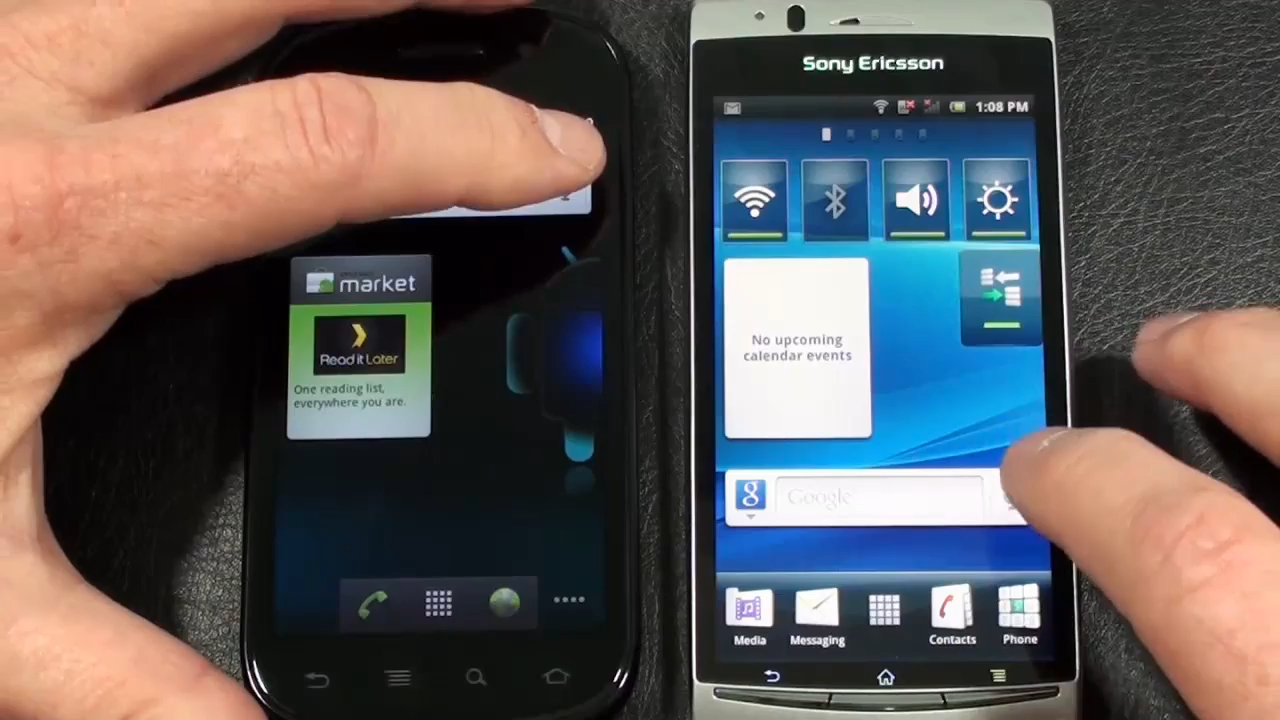 Sony Ericsson
1:08 PM
market
Read it Later
One reading list,
everywhere you are.
No upcoming
calendar events
g
Google
Media
Messaging
Contacts
Phone